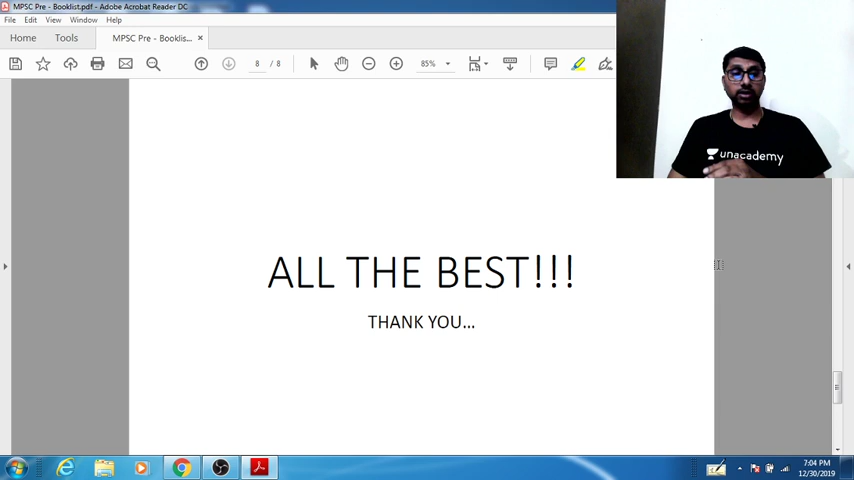 MPSC Pre - Booklist.pdf - Adobe Acrobat Reader DC
File Edit View Window Help
Home Tools MPSC Pre - Booklis... ×
8 / 8 85%
unacademy
ALL THE BEST!!!
THANK YOU...
7:04 PM
12/30/2019